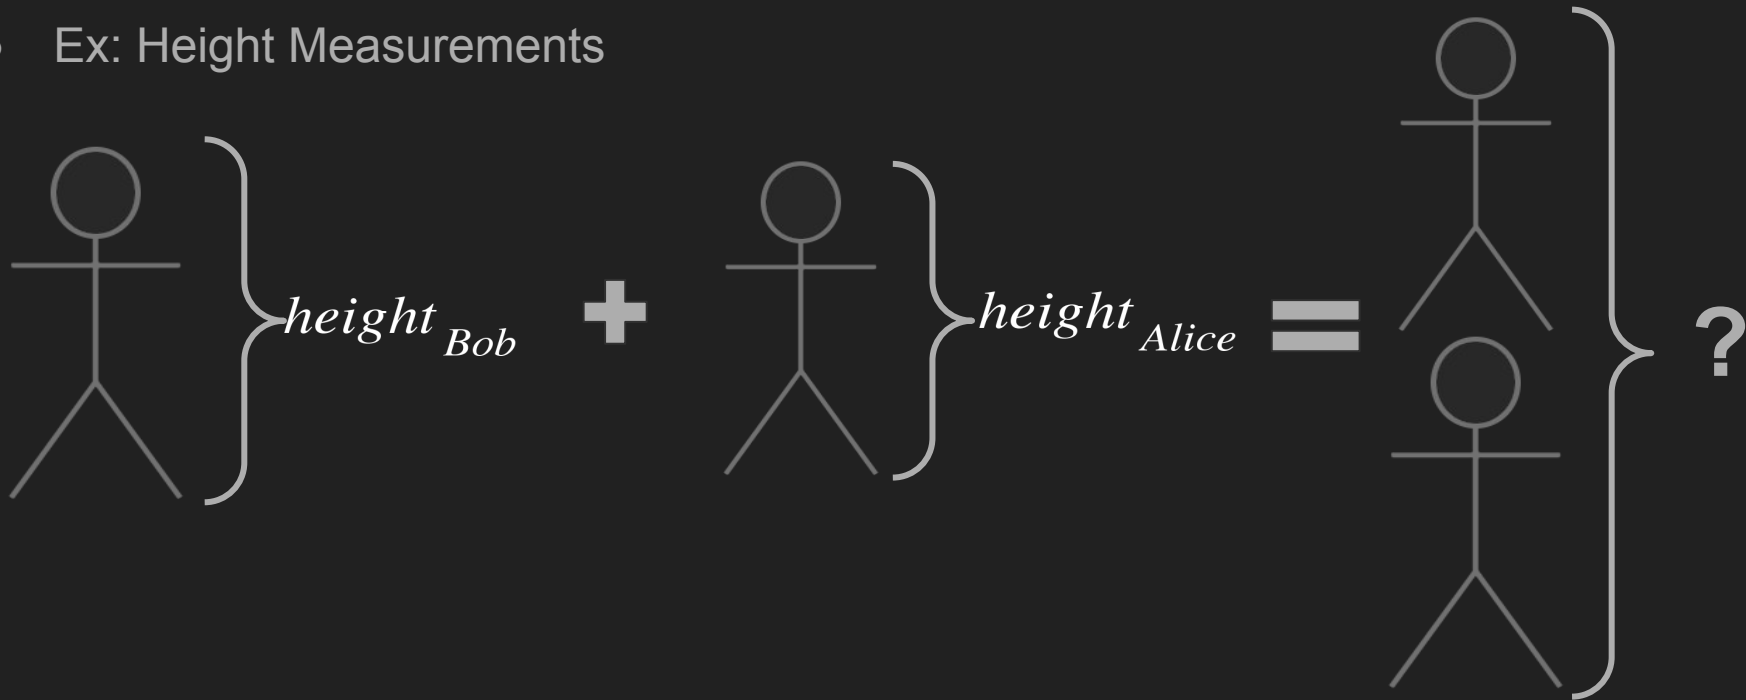 Ex: Height Measurements
height Bob + height Alice = ?